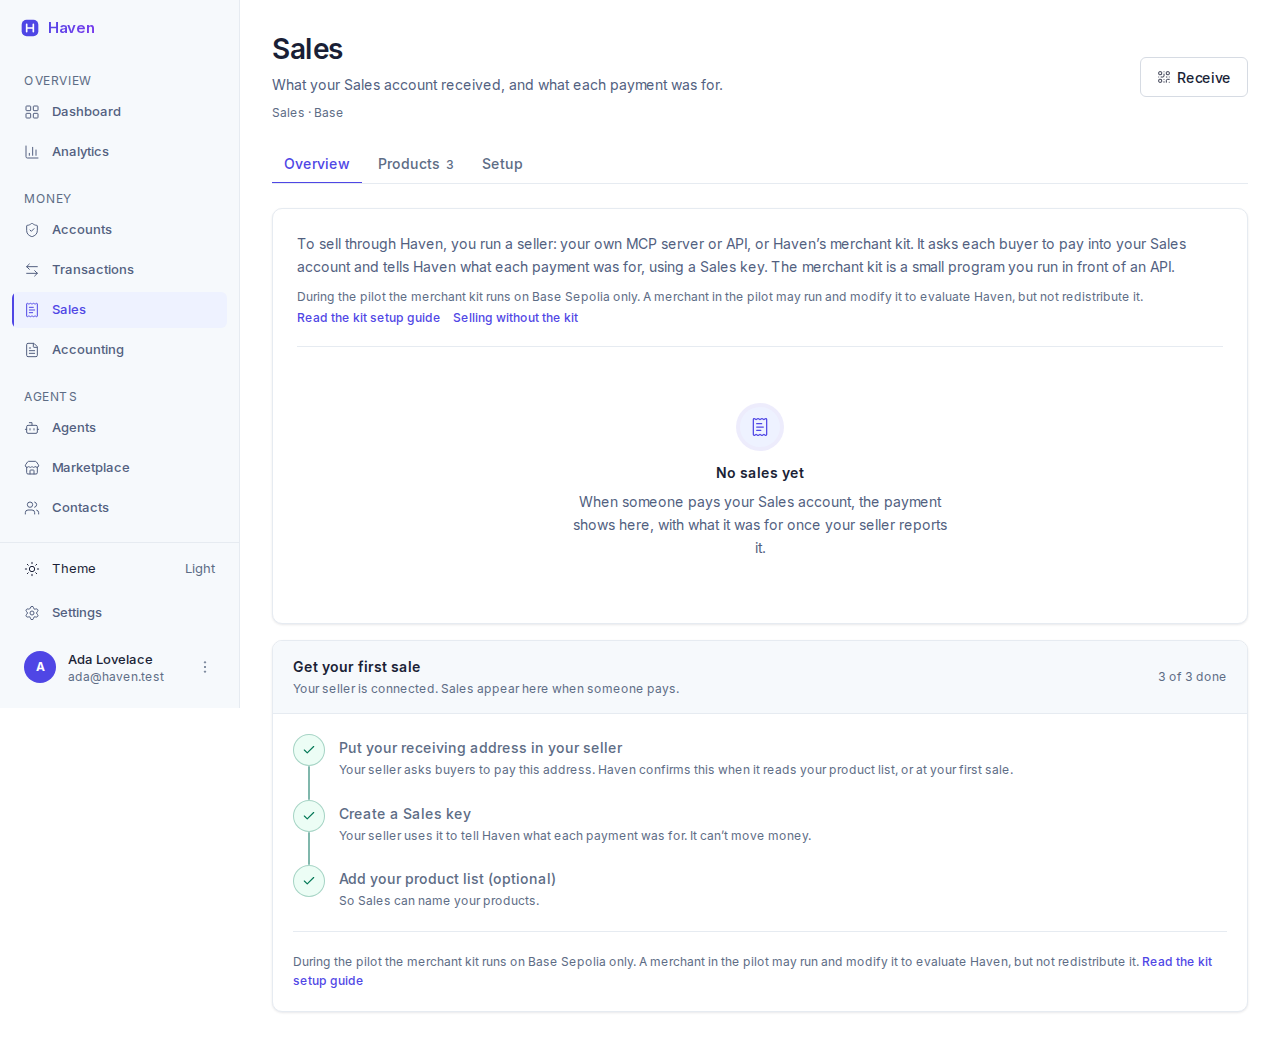 Haven
OVERVIEW
Dashboard
Analytics
MONEY
Accounts
Transactions
Sales
Accounting
AGENTS
Agents
Marketplace
Contacts
Theme Light
Settings
A
Ada Lovelace
ada@haven.test
Sales
What your Sales account received, and what each payment was for.
Sales · Base
Receive
Overview Products 3 Setup
To sell through Haven, you run a seller: your own MCP server or API, or Haven’s merchant kit. It asks each buyer to pay into your Sales
account and tells Haven what each payment was for, using a Sales key. The merchant kit is a small program you run in front of an API.
During the pilot the merchant kit runs on Base Sepolia only. A merchant in the pilot may run and modify it to evaluate Haven, but not redistribute it.
Read the kit setup guide Selling without the kit
No sales yet
When someone pays your Sales account, the payment
shows here, with what it was for once your seller reports
it.
Get your first sale
Your seller is connected. Sales appear here when someone pays.
3 of 3 done
Put your receiving address in your seller
Your seller asks buyers to pay this address. Haven confirms this when it reads your product list, or at your first sale.
Create a Sales key
Your seller uses it to tell Haven what each payment was for. It can’t move money.
Add your product list (optional)
So Sales can name your products.
During the pilot the merchant kit runs on Base Sepolia only. A merchant in the pilot may run and modify it to evaluate Haven, but not redistribute it. Read the kit
setup guide